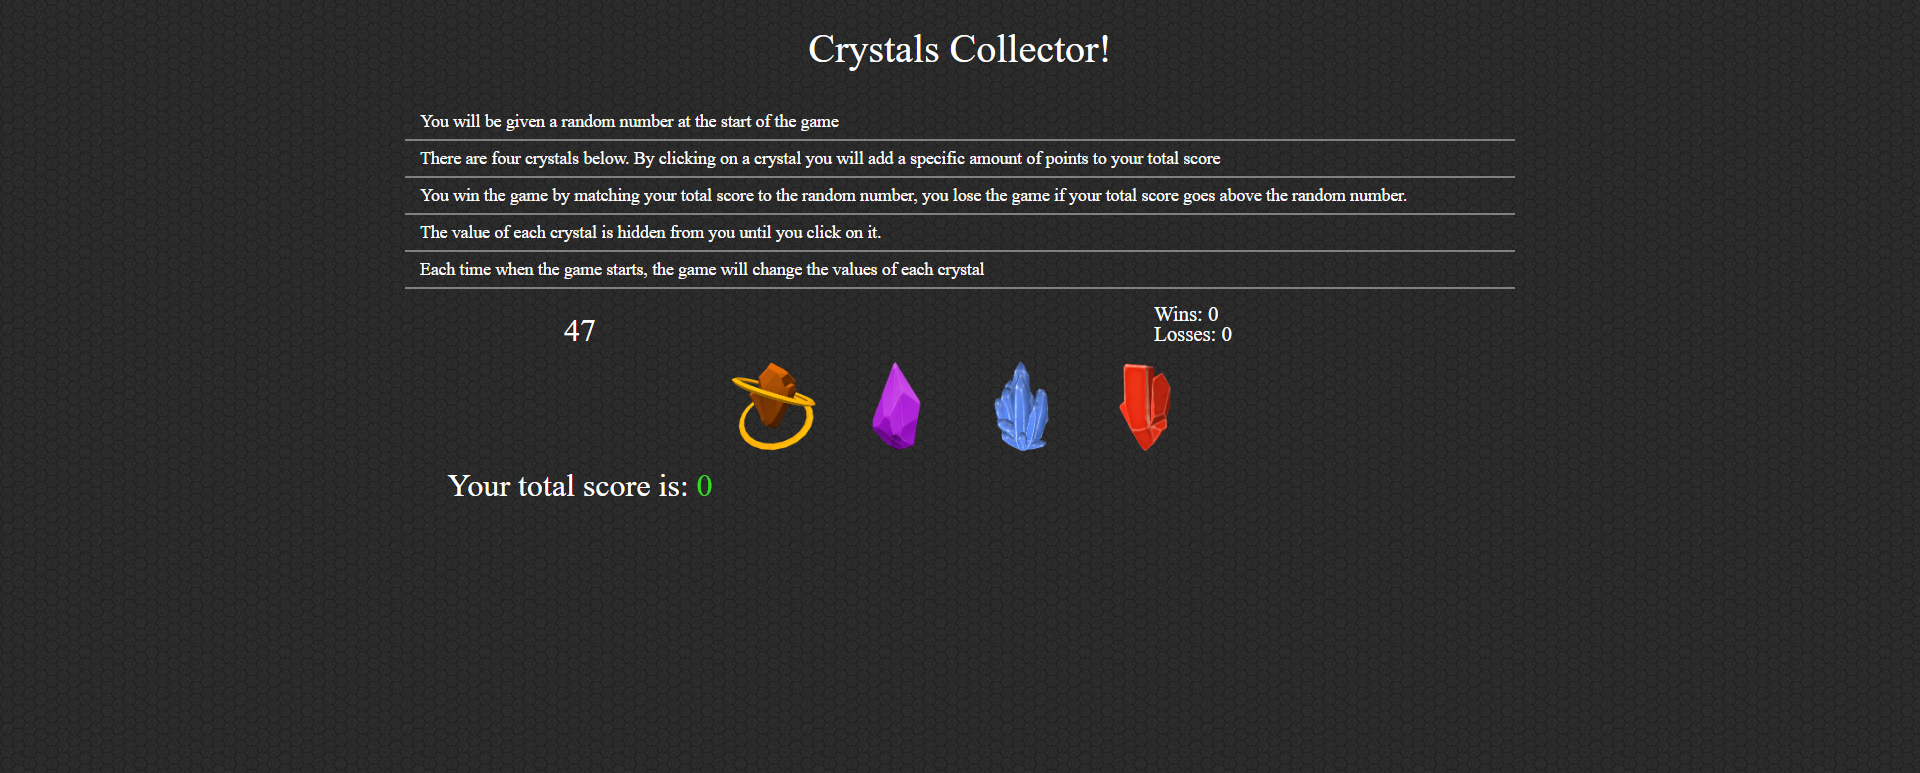 Crystals Collector!
You will be given a random number at the start of the game
There are four crystals below. By clicking on a crystal you will add a specific amount of points to your total score
You win the game by matching your total score to the random number, you lose the game if your total score goes above the random number.
The value of each crystal is hidden from you until you click on it.
Each time when the game starts, the game will change the values of each crystal
47
Wins: 0
Losses: 0
Your total score is: 0